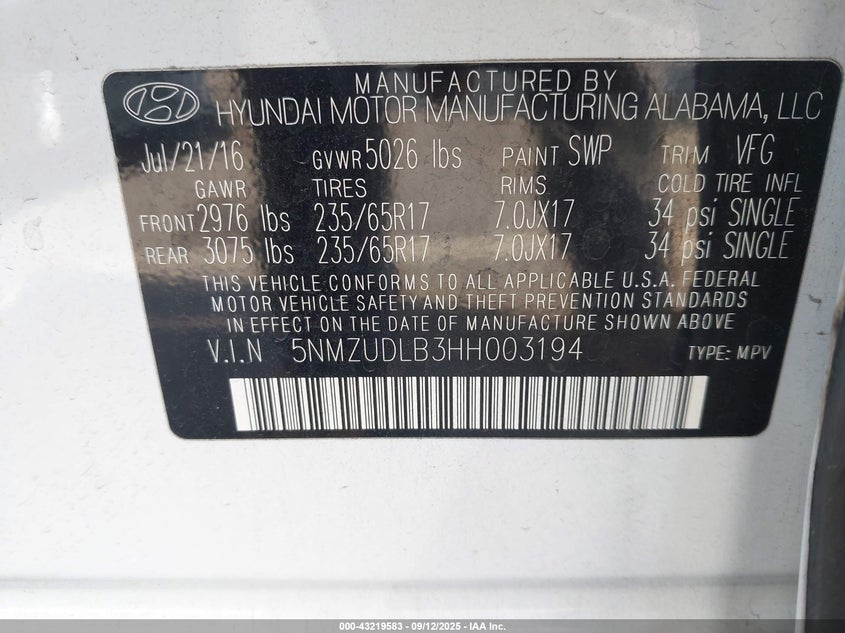 MANUFACTURED BY
HYUNDAI MOTOR MANUFACTURING ALABAMA, LLC
Jul/21/16 GVWR 5026 lbs PAINT SWP TRIM VFG
GAWR TIRES RIMS COLD TIRE INFL
FRONT 2976 lbs 235/65R17 7.0JX17 34 psi SINGLE
REAR 3075 lbs 235/65R17 7.0JX17 34 psi SINGLE
THIS VEHICLE CONFORMS TO ALL APPLICABLE U.S.A. FEDERAL
MOTOR VEHICLE SAFETY AND THEFT PREVENTION STANDARDS
IN EFFECT ON THE DATE OF MANUFACTURE SHOWN ABOVE.
V.I.N 5NMZUDLB3HH003194 TYPE: MPV
000-43219583 - 09/12/2025 - IAA Inc.